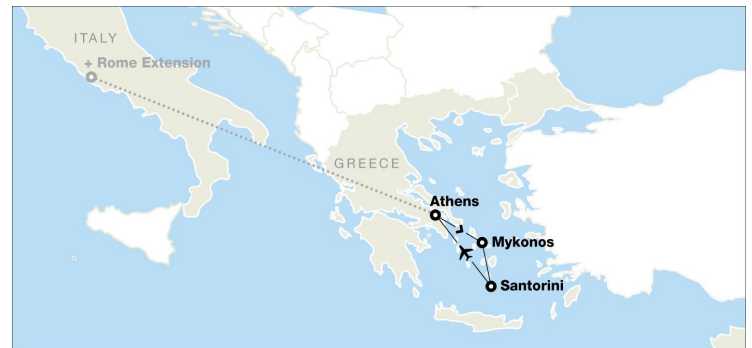 ITALY
+ Rome Extension
GREECE
Athens
Mykonos
Santorini